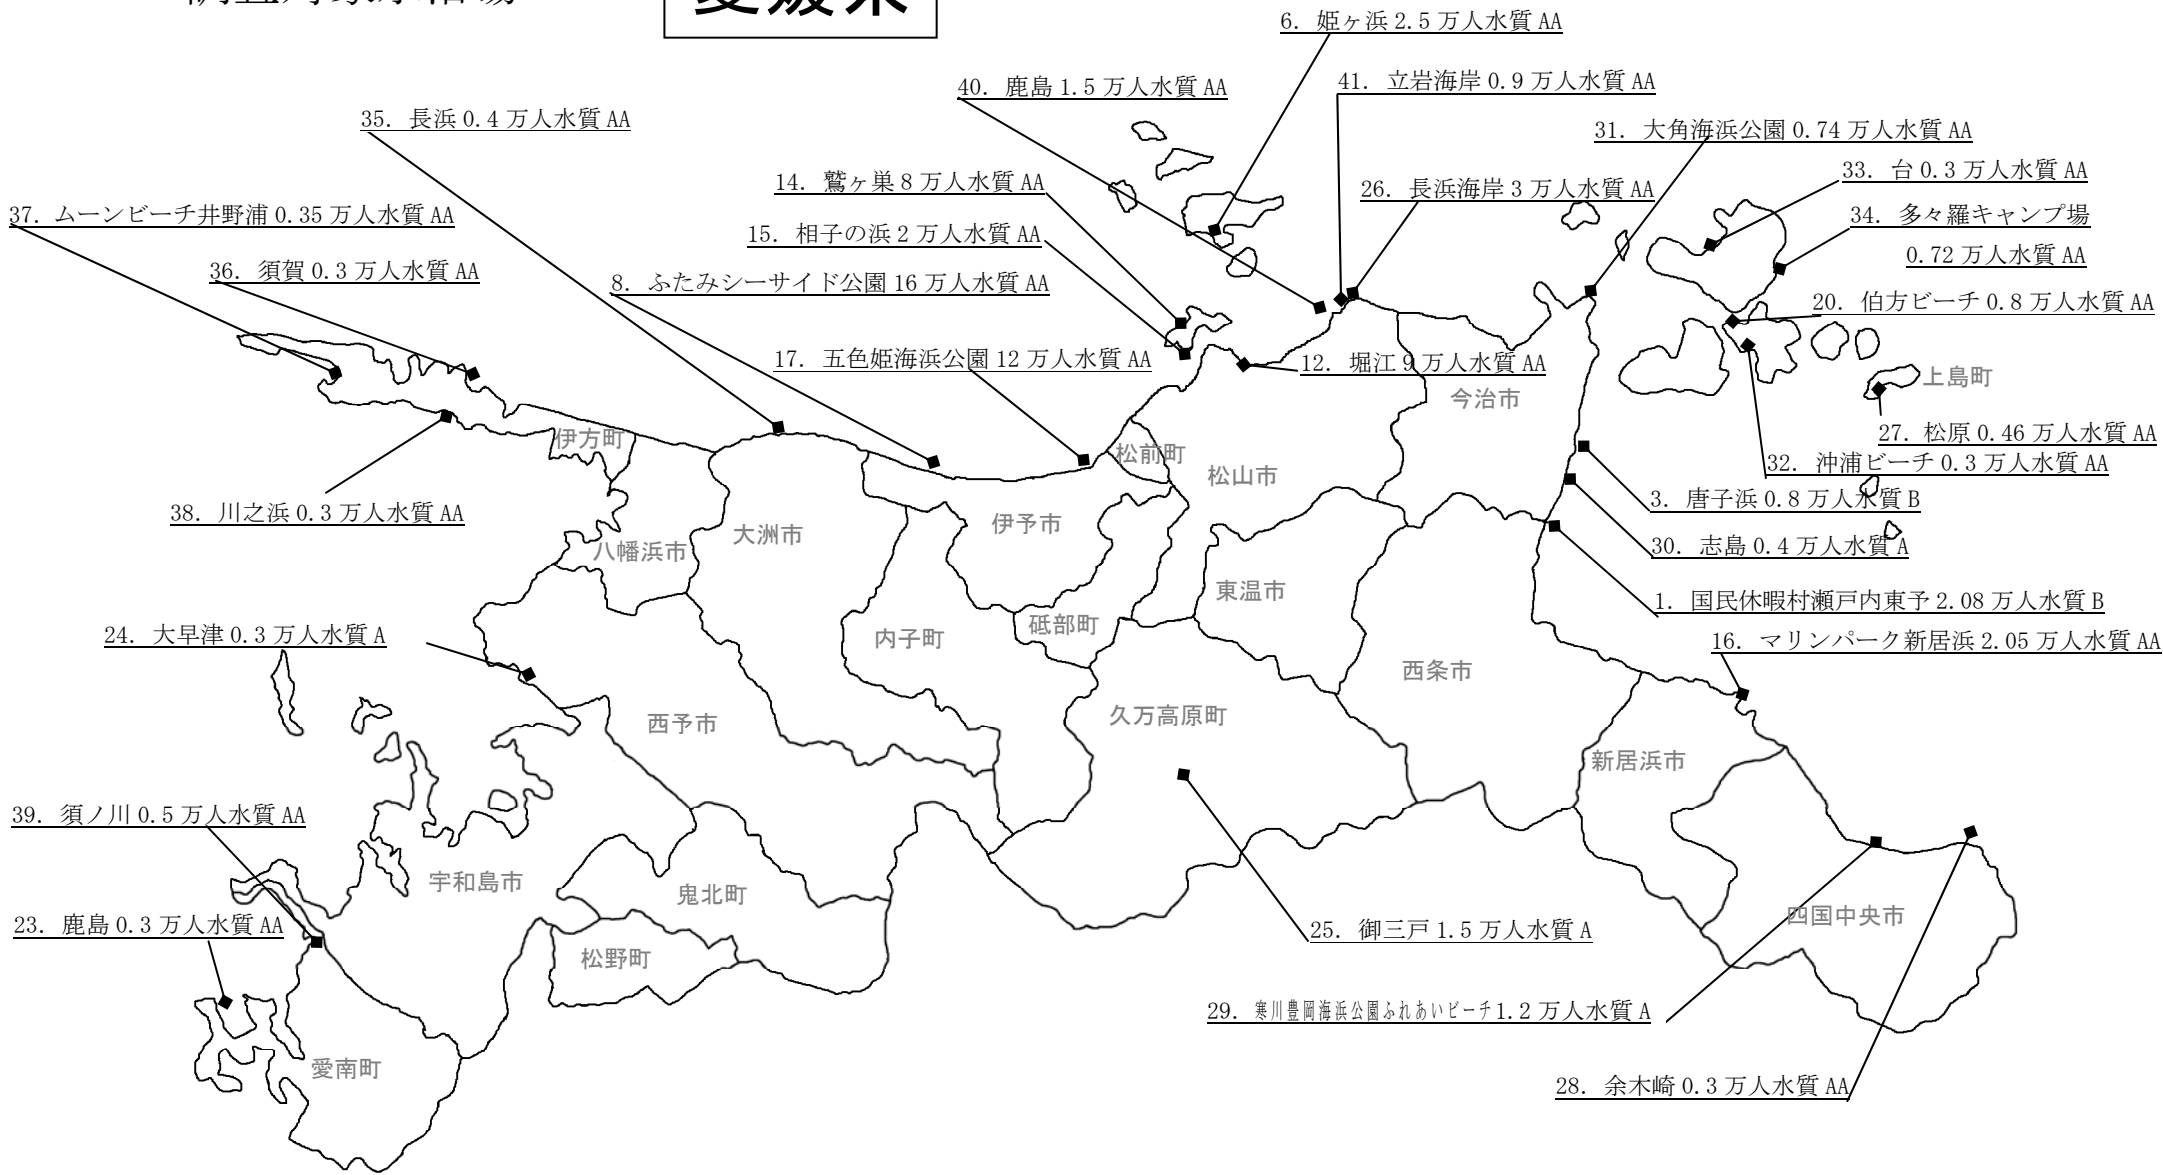 愛媛県
6. 姫ヶ浜 2.5 万人水質 AA
40. 鹿島 1.5 万人水質 AA
41. 立岩海岸 0.9 万人水質 AA
35. 長浜 0.4 万人水質 AA
31. 大角海浜公園 0.74 万人水質 AA
14. 鷲ヶ巣 8 万人水質 AA
26. 長浜海岸 3 万人水質 AA
33. 台 0.3 万人水質 AA
37. ムーンビーチ井野浦 0.35 万人水質 AA
34. 多々羅キャンプ場
0.72 万人水質 AA
15. 相子の浜 2 万人水質 AA
36. 須賀 0.3 万人水質 AA
8. ふたみシーサイド公園 16 万人水質 AA
20. 伯方ビーチ 0.8 万人水質 AA
17. 五色姫海浜公園 12 万人水質 AA
12. 堀江 9 万人水質 AA
上島町
今治市
27. 松原 0.46 万人水質 AA
伊方町
松前町
松山市
32. 沖浦ビーチ 0.3 万人水質 AA
3. 唐子浜 0.8 万人水質 B
38. 川之浜 0.3 万人水質 AA
伊予市
大洲市
八幡浜市
30. 志島 0.4 万人水質 A
東温市
1. 国民休暇村瀬戸内東予 2.08 万人水質 B
24. 大早津 0.3 万人水質 A
内子町
砥部町
16. マリンパーク新居浜 2.05 万人水質 AA
西条市
西予市
久万高原町
新居浜市
39. 須ノ川 0.5 万人水質 AA
宇和島市
鬼北町
四国中央市
23. 鹿島 0.3 万人水質 AA
25. 御三戸 1.5 万人水質 A
松野町
29. 寒川豊岡海浜公園ふれあいビーチ 1.2 万人水質 A
愛南町
28. 余木崎 0.3 万人水質 AA